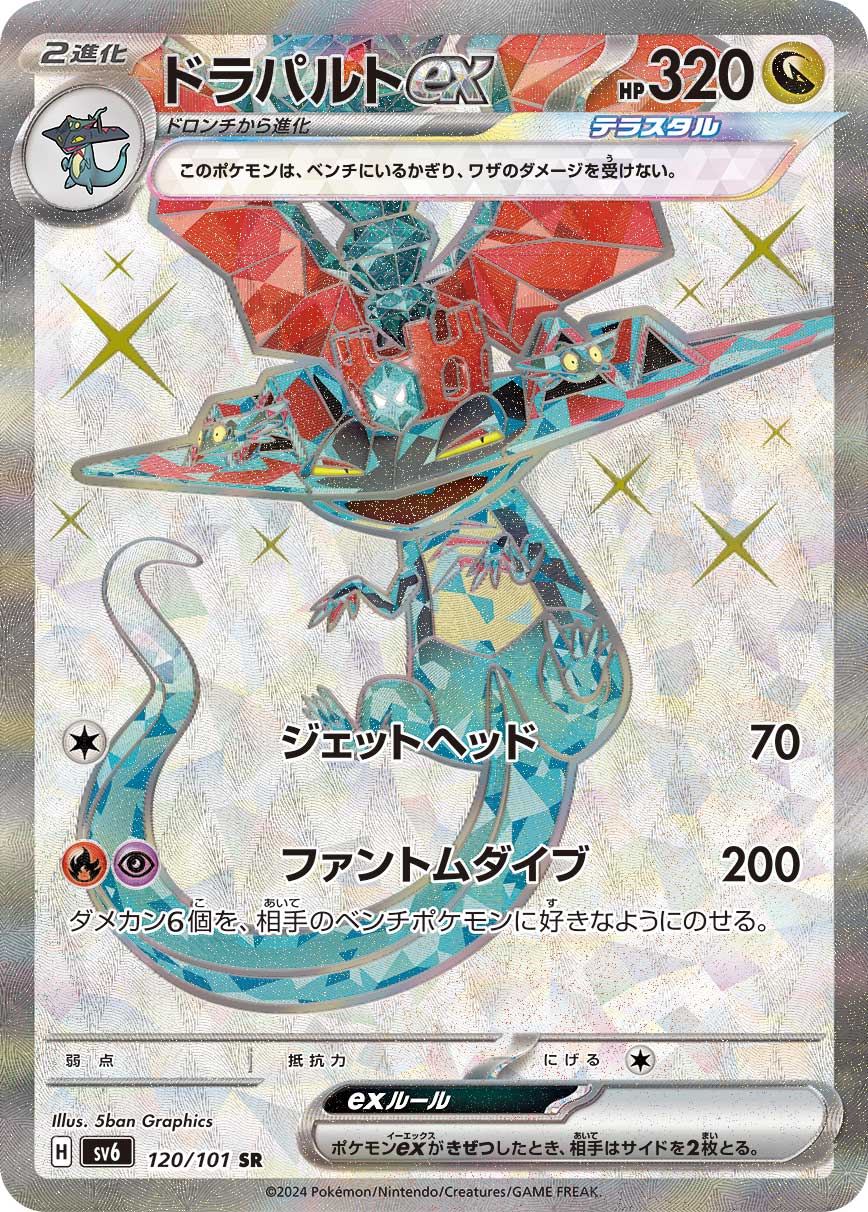 2進化
ドラパルトex
HP320
ドロンチから進化
テラスタル
このポケモンは、ベンチにいるかぎり、ワザのダメージを受けない。
ジェットヘッド 70
ファントムダイブ 200
ダメカン6個を、相手のベンチポケモンに好きなようにのせる。
弱点 抵抗力 にげる
exルール
ポケモンexがきぜつしたとき、相手はサイドを2枚とる。
Illus. 5ban Graphics
H sv6 120/101 SR
©2024 Pokémon/Nintendo/Creatures/GAME FREAK.